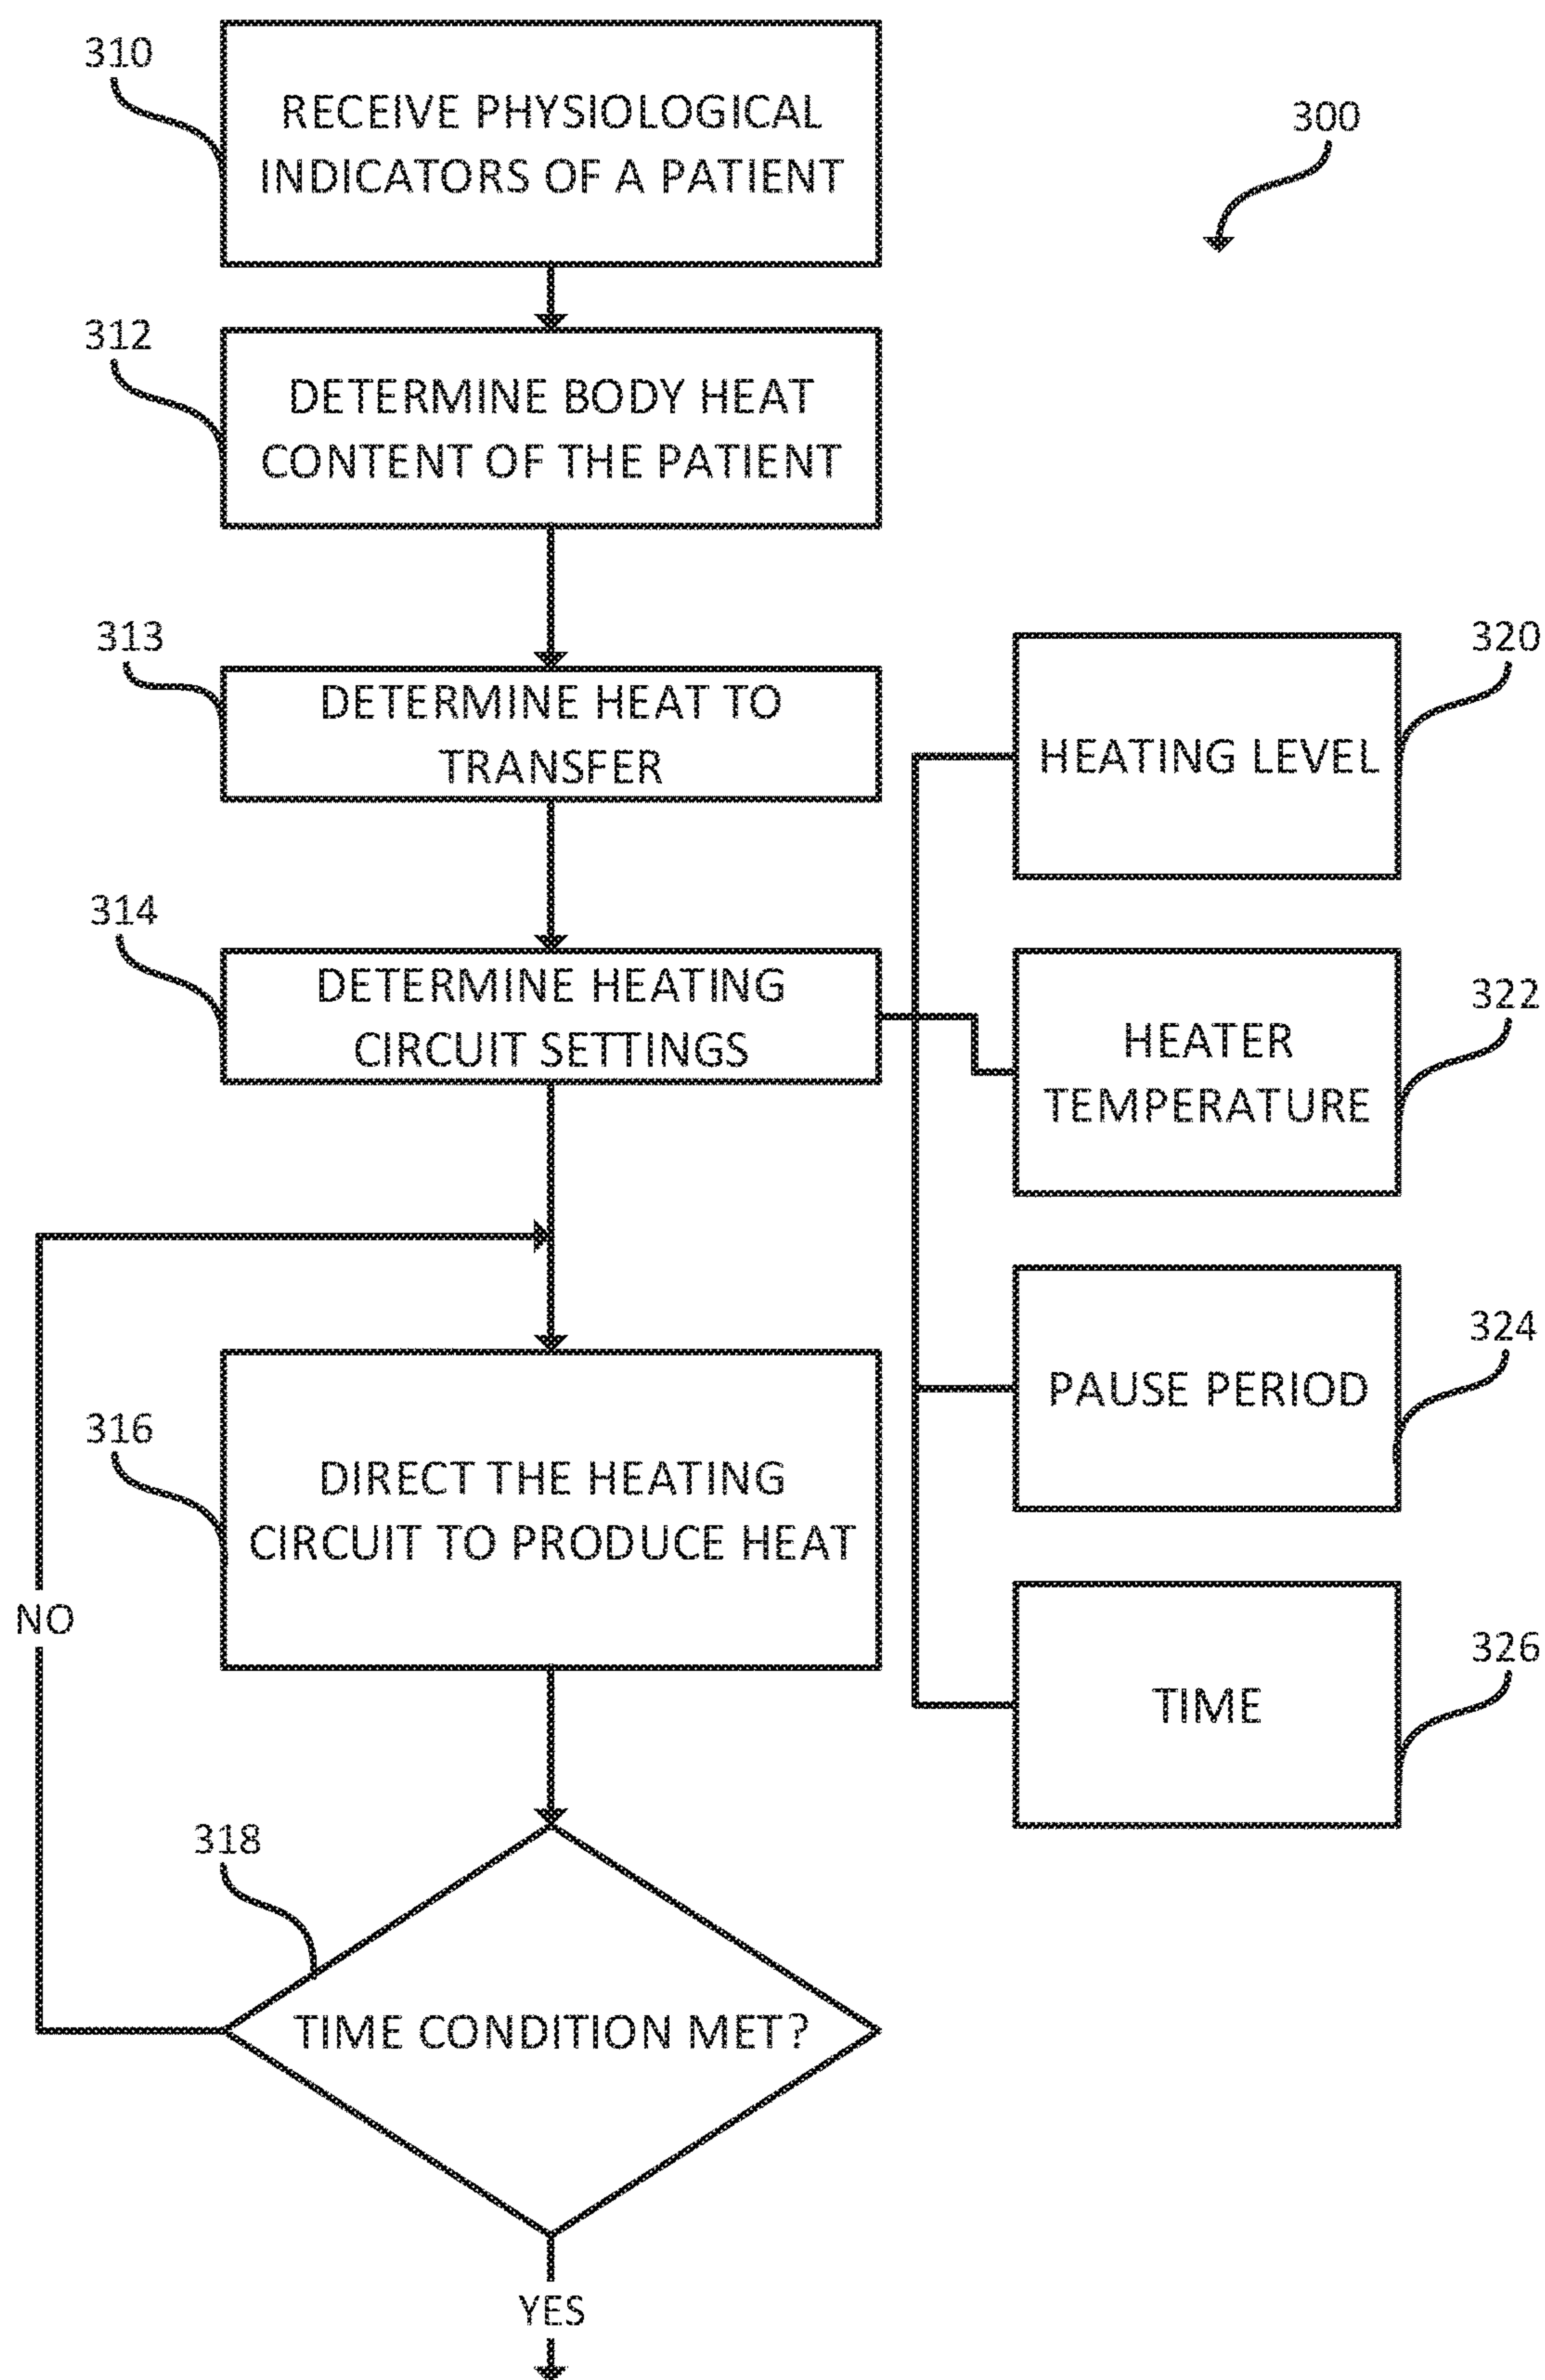 310
RECEIVE PHYSIOLOGICAL
INDICATORS OF A PATIENT
300
312
DETERMINE BODY HEAT
CONTENT OF THE PATIENT
313
DETERMINE HEAT TO
TRANSFER
314
DETERMINE HEATING
CIRCUIT SETTINGS
320
HEATING LEVEL
322
HEATER
TEMPERATURE
324
PAUSE PERIOD
326
TIME
316
DIRECT THE HEATING
CIRCUIT TO PRODUCE HEAT
NO
318
TIME CONDITION MET?
YES